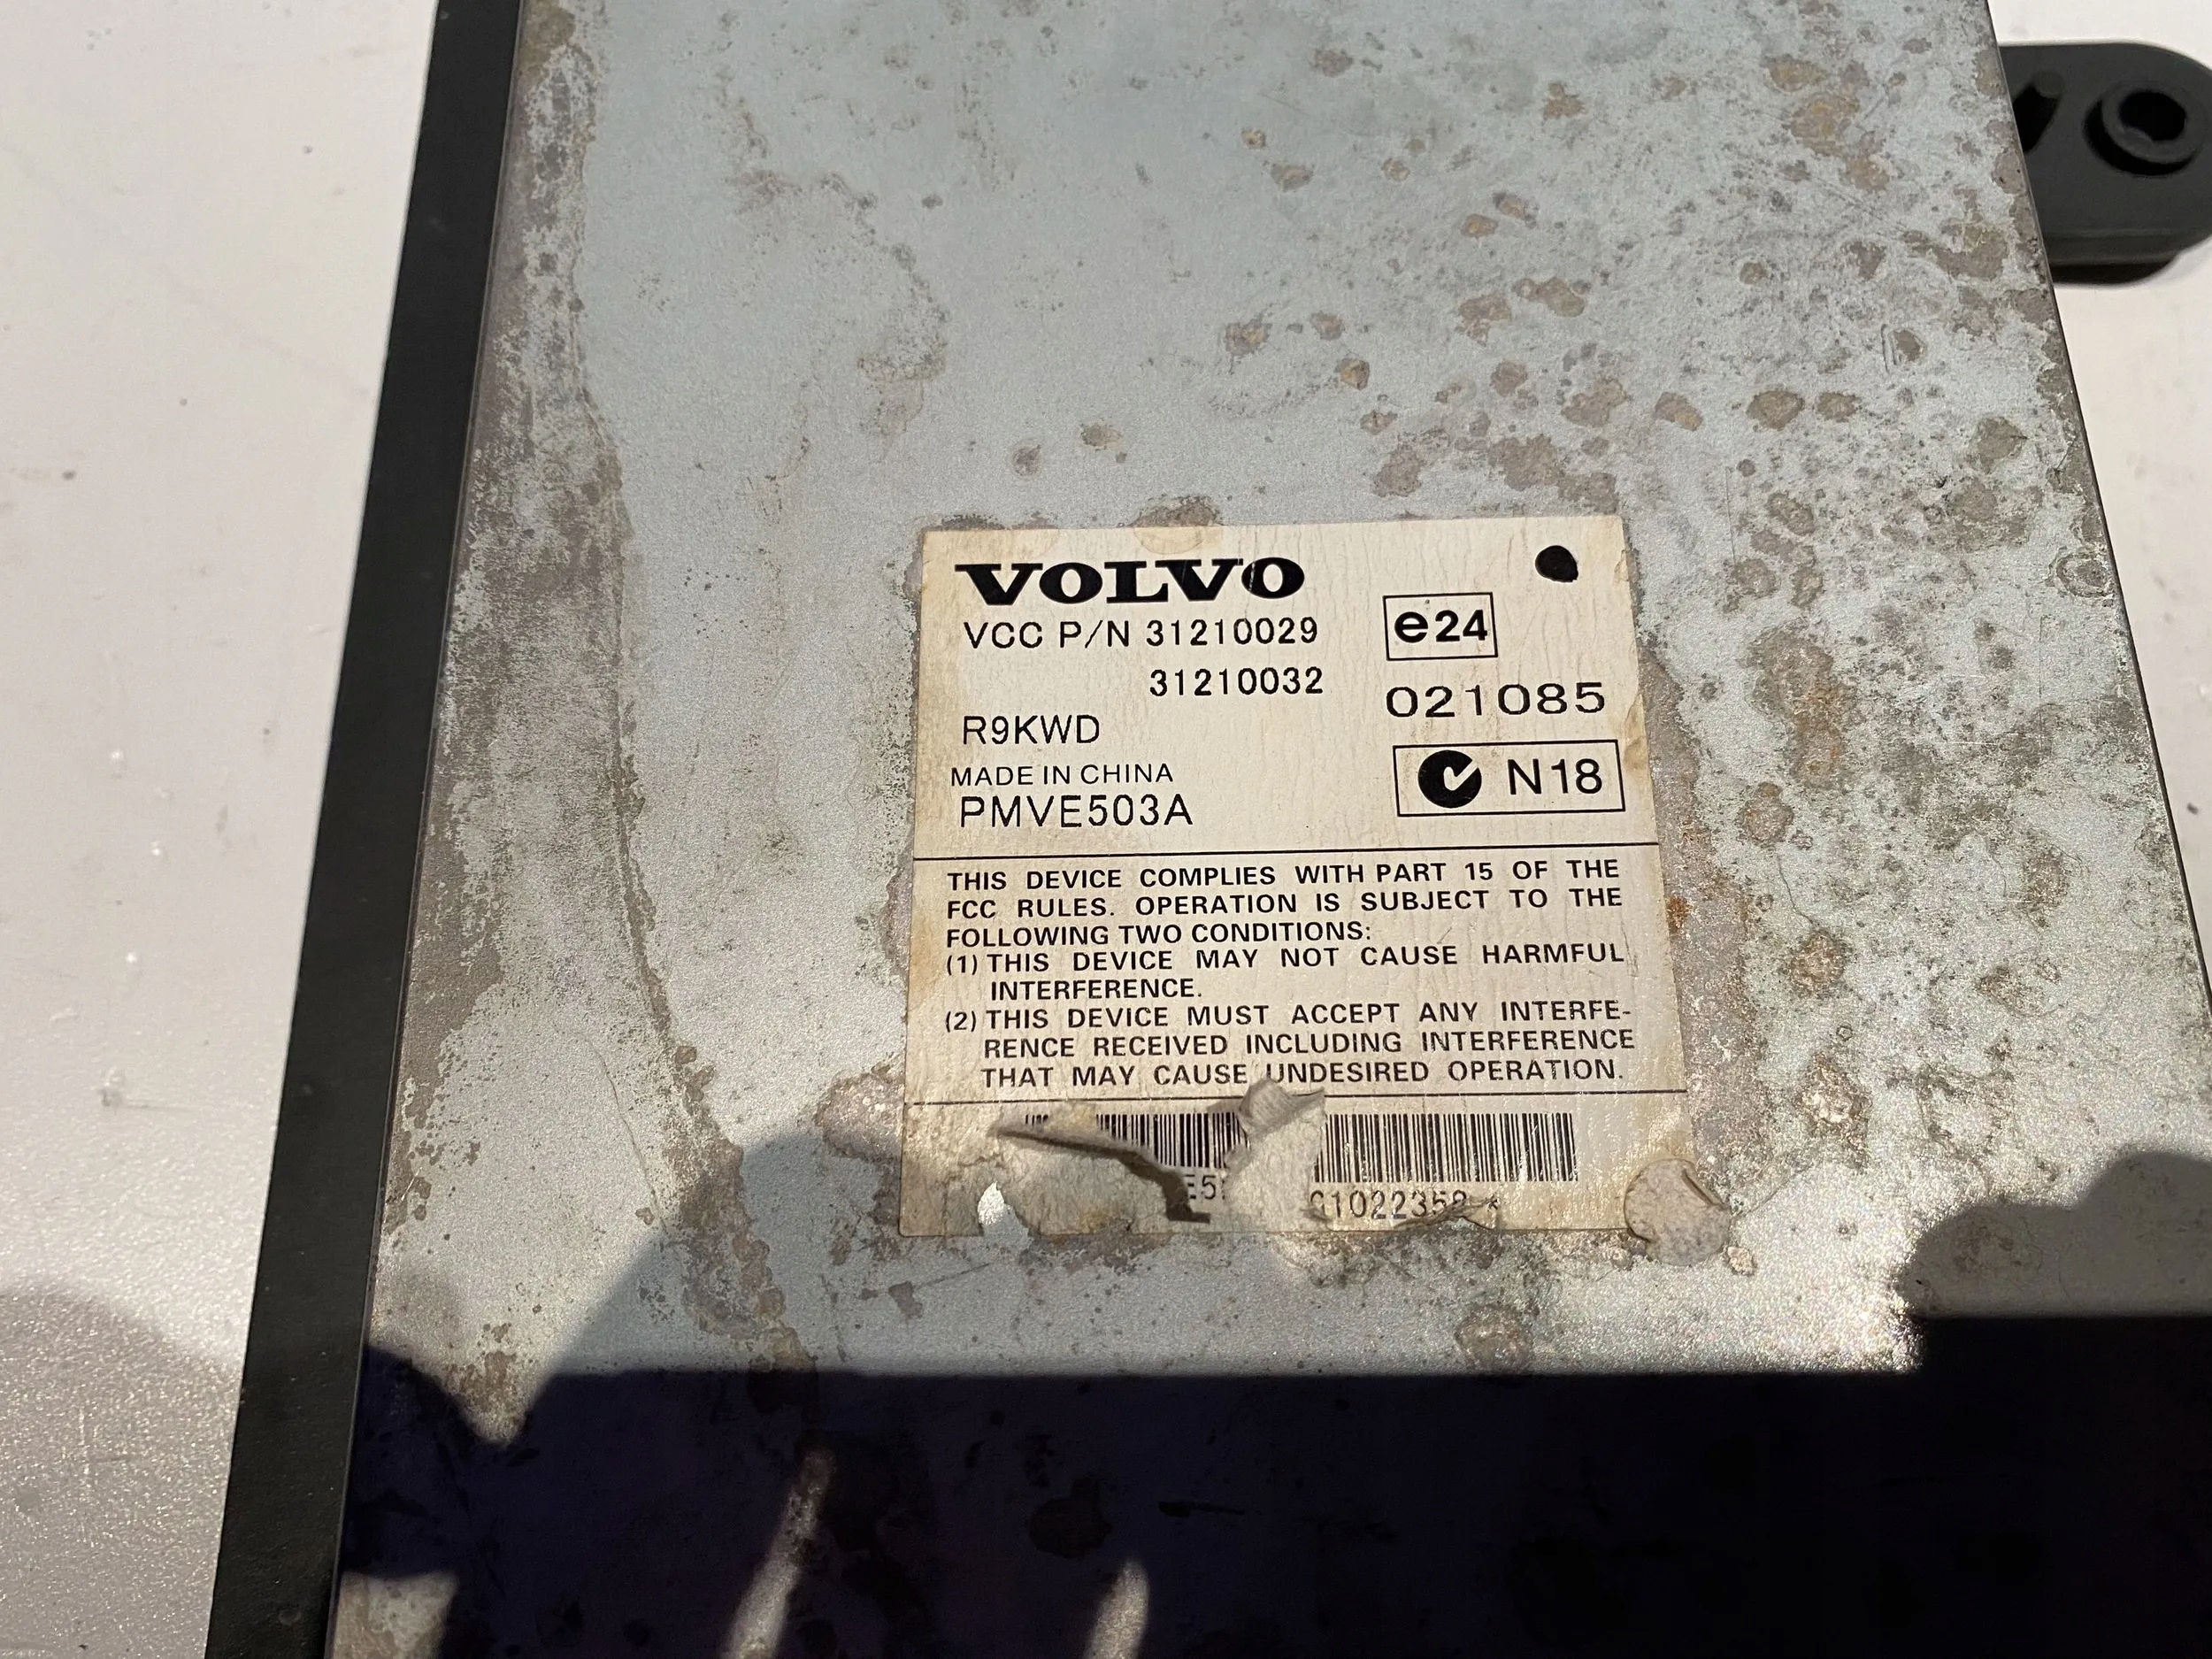 VOLVO
VCC P/N 31210029
31210032
e24
021085
R9KWD
N18
MADE IN CHINA
PMVE503A
THIS DEVICE COMPLIES WITH PART 15 OF THE
FCC RULES. OPERATION IS SUBJECT TO THE
FOLLOWING TWO CONDITIONS:
(1) THIS DEVICE MAY NOT CAUSE HARMFUL
INTERFERENCE.
(2) THIS DEVICE MUST ACCEPT ANY INTERFE-
RENCE RECEIVED INCLUDING INTERFERENCE
THAT MAY CAUSE UNDESIRED OPERATION.